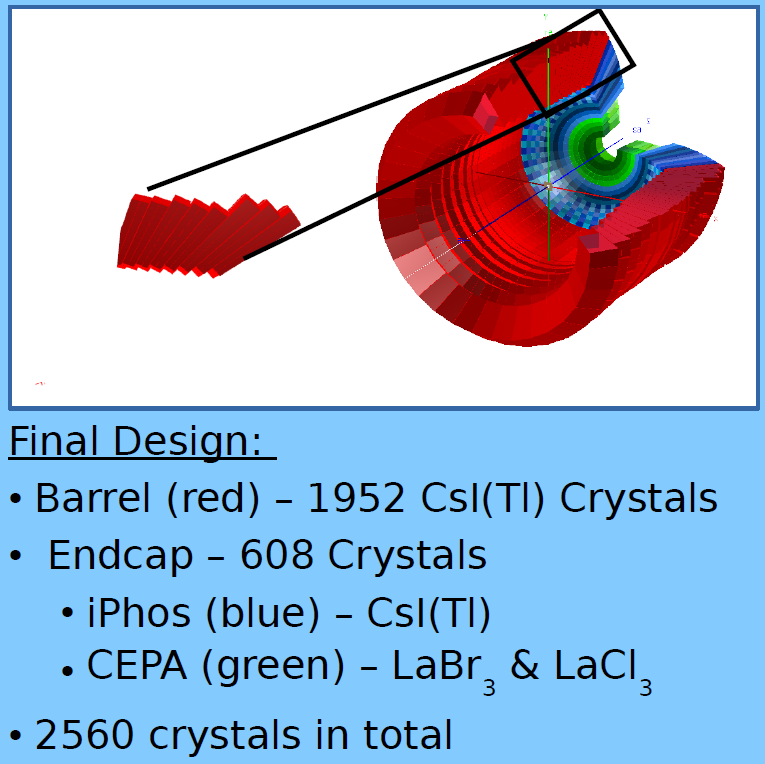 Final Design:
• Barrel (red) – 1952 CsI(Tl) Crystals
• Endcap – 608 Crystals
• iPhos (blue) – CsI(Tl)
• CEPA (green) – LaBr3 & LaCl3
• 2560 crystals in total